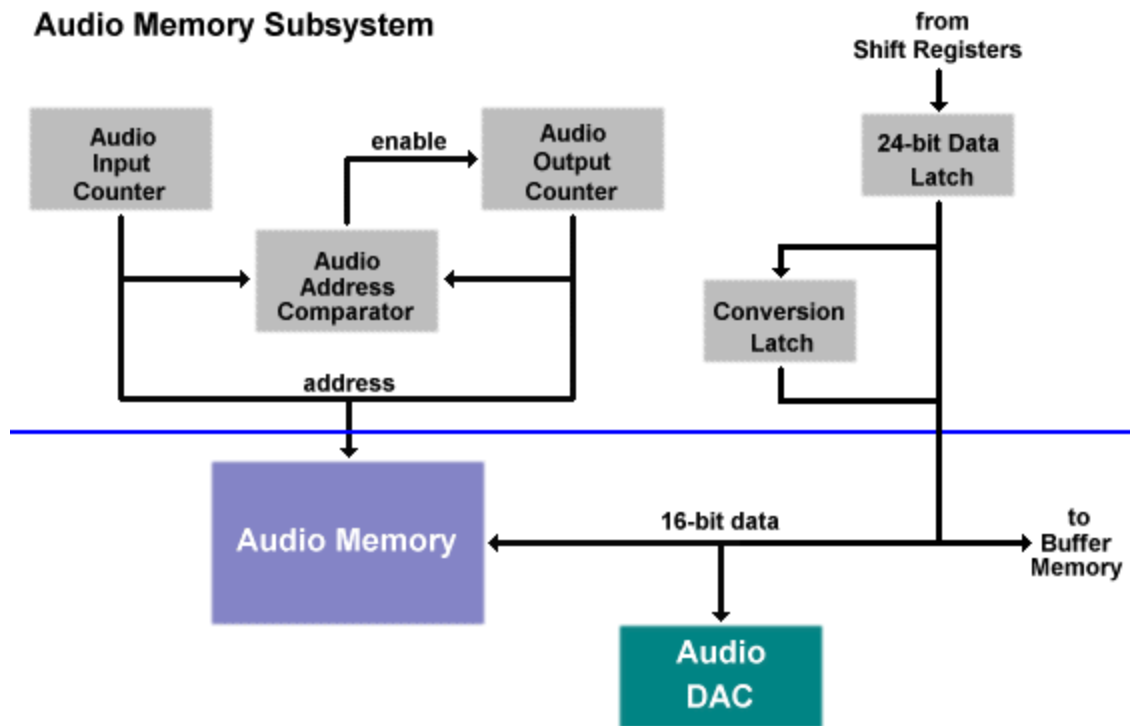 Audio Memory Subsystem
from
Shift Registers
Audio
Input
Counter
enable
Audio
Output
Counter
24-bit Data
Latch
Audio
Address
Comparator
Conversion
Latch
address
Audio Memory
16-bit data
to
Buffer
Memory
Audio
DAC